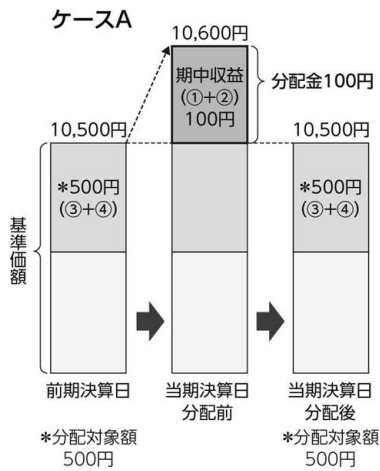 ケースA
10,600円
期中収益
(①+②)
100円
分配金100円
10,500円
10,500円
*500円
(③+④)
*500円
(③+④)
基準価額
前期決算日
当期決算日
分配前
当期決算日
分配後
*分配対象額
500円
*分配対象額
500円